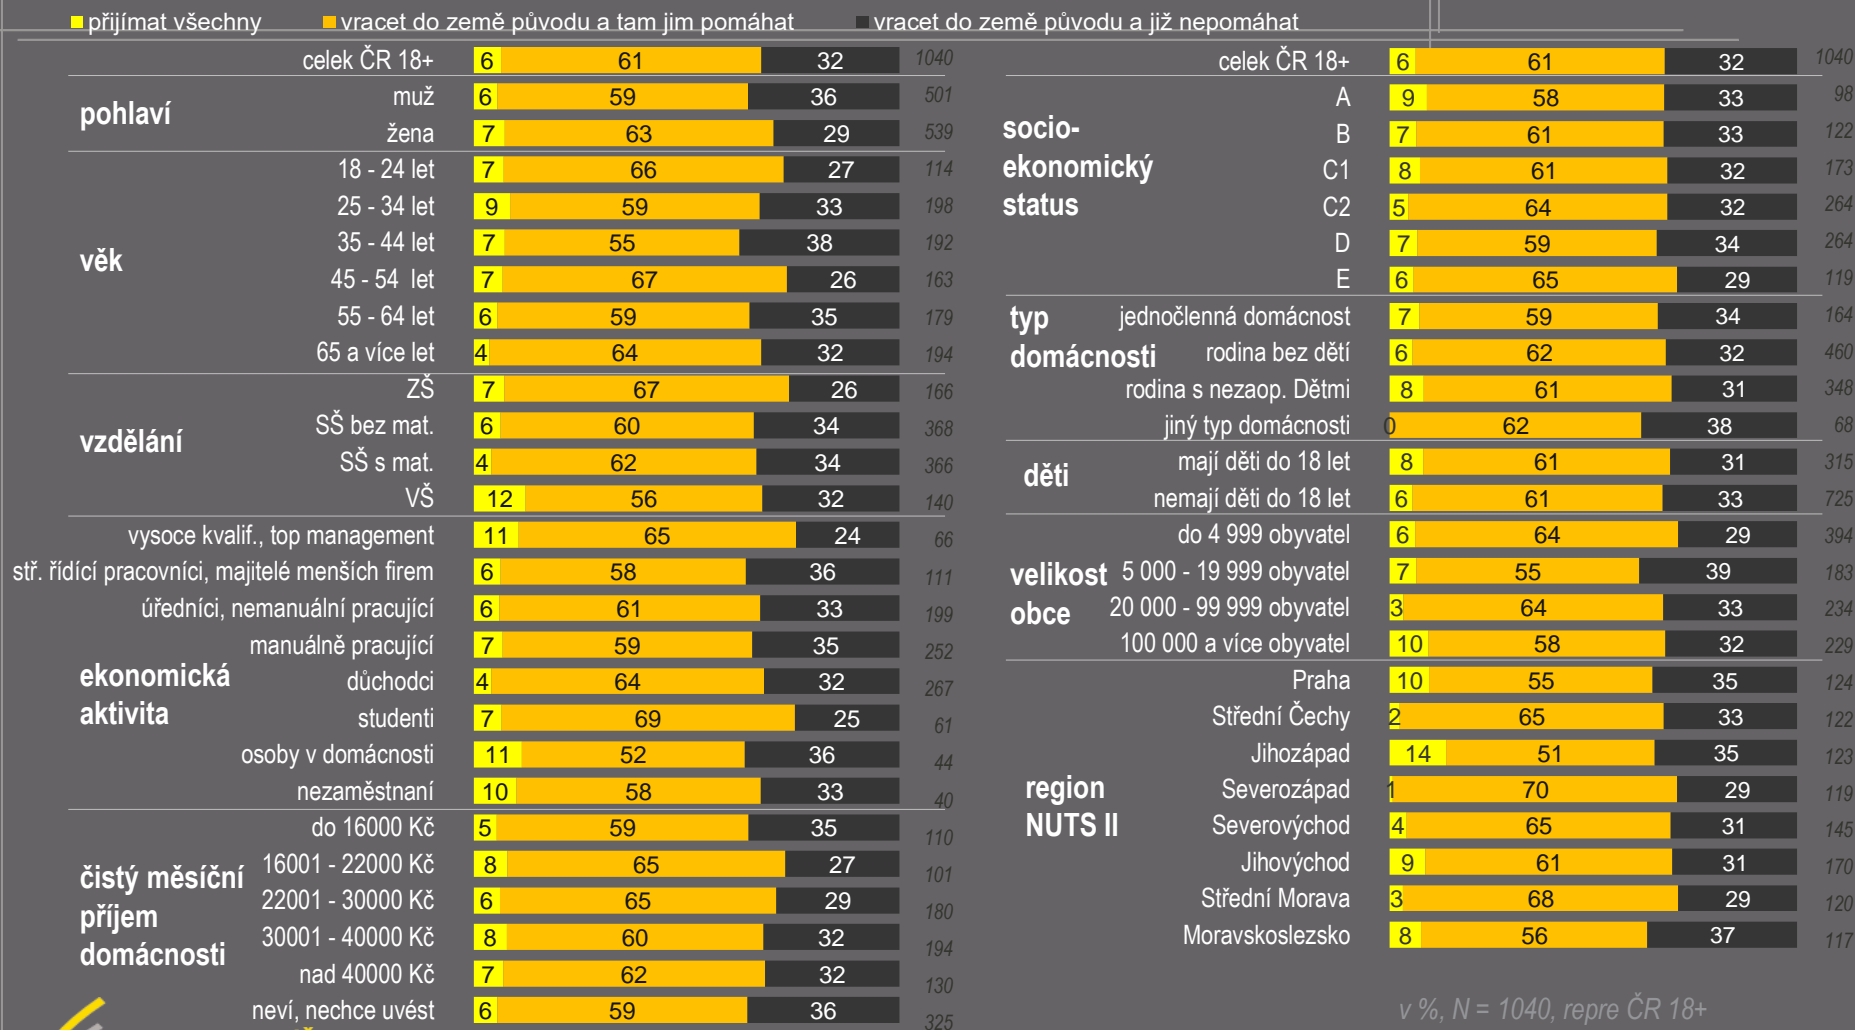 přijímat všechny vracet do země původu a tam jim pomáhat vracet do země původu a již nepomáhat
celek ČR 18+ 6 61 32 1040
pohlaví
muž 6 59 36 501
žena 7 63 29 539
věk
18 - 24 let 7 66 27 114
25 - 34 let 9 59 33 198
35 - 44 let 7 55 38 192
45 - 54 let 7 67 26 163
55 - 64 let 6 59 35 179
65 a více let 4 64 32 194
vzdělání
ZŠ 7 67 26 166
SŠ bez mat. 6 60 34 368
SŠ s mat. 4 62 34 366
VŠ 12 56 32 140
ekonomická
aktivita
vysoce kvalif., top management 11 65 24 66
stř. řídící pracovníci, majitelé menších firem 6 58 36 111
úředníci, nemanuální pracující 6 61 33 199
manuálně pracující 7 59 35 252
důchodci 4 64 32 267
studenti 7 69 25 61
osoby v domácnosti 11 52 36 44
nezaměstnaní 10 58 33 40
čistý měsíční
příjem
domácnosti
do 16000 Kč 5 59 35 110
16001 - 22000 Kč 8 65 27 101
22001 - 30000 Kč 6 65 29 180
30001 - 40000 Kč 8 60 32 194
nad 40000 Kč 7 62 32 130
neví, nechce uvést 6 59 36 325
celek ČR 18+ 6 61 32 1040
socio-
ekonomický
status
A 9 58 33 98
B 7 61 33 122
C1 8 61 32 173
C2 5 64 32 264
D 7 59 34 264
E 6 65 29 119
typ
domácnosti
jednočlenná domácnost 7 59 34 164
rodina bez dětí 6 62 32 460
rodina s nezaop. Dětmi 8 61 31 348
jiný typ domácnosti 0 62 38 68
děti
mají děti do 18 let 8 61 31 315
nemají děti do 18 let 6 61 33 725
velikost
obce
do 4 999 obyvatel 6 64 29 394
5 000 - 19 999 obyvatel 7 55 39 183
20 000 - 99 999 obyvatel 3 64 33 234
100 000 a více obyvatel 10 58 32 229
region
NUTS II
Praha 10 55 35 124
Střední Čechy 2 65 33 122
Jihozápad 14 51 35 123
Severozápad 1 70 29 119
Severovýchod 4 65 31 145
Jihovýchod 9 61 31 170
Střední Morava 3 68 29 120
Moravskoslezsko 8 56 37 117
v %, N = 1040, repre ČR 18+